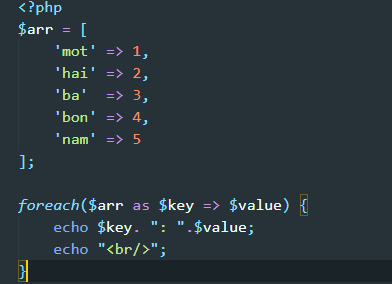 <?php
$arr = [
    'mot' => 1,
    'hai' => 2,
    'ba'  => 3,
    'bon' => 4,
    'nam' => 5
];

foreach($arr as $key => $value) {
    echo $key. ": ".$value;
    echo "<br/>";
}